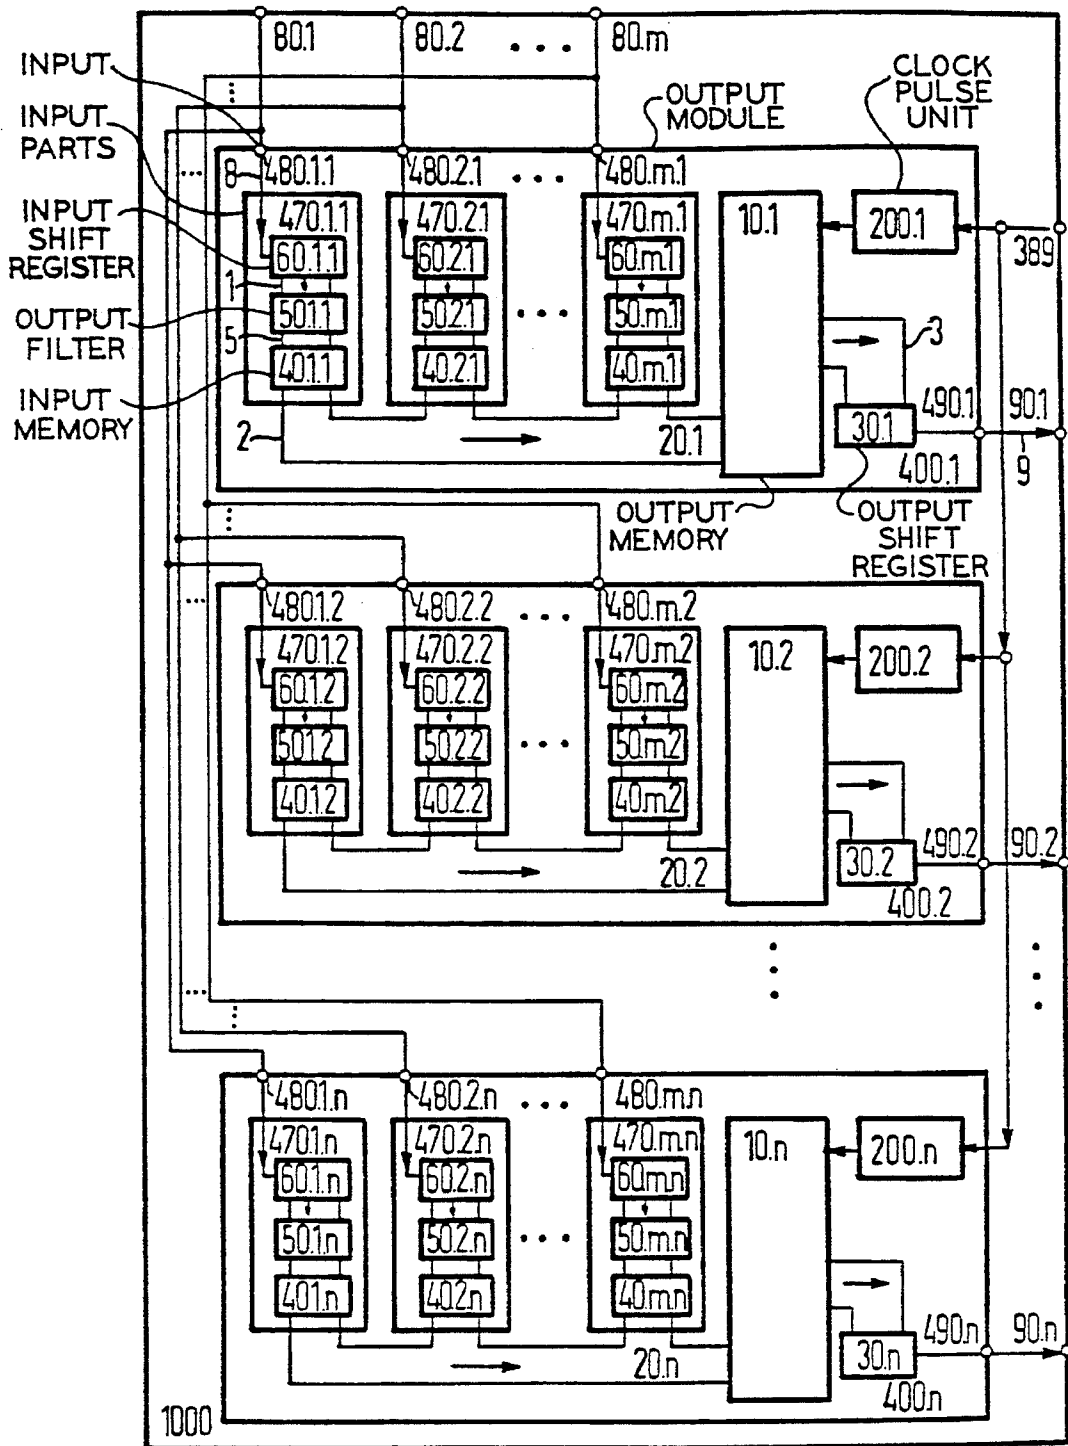 80.1 80.2 • • • 80.m
INPUT
INPUT
PARTS
INPUT
SHIFT
REGISTER
OUTPUT
FILTER
INPUT
MEMORY
OUTPUT
MODULE
CLOCK
PULSE
UNIT
8 480.1.1 480.2.1 • • • 480.m.1
470.1.1 470.2.1 470.m.1 10.1 200.1 389
60.1.1 60.2.1 60.m.1
1
50.1.1 50.2.1 • • • 50.m.1 3
5
40.1.1 40.2.1 40.m.1
490.1 90.1
2 20.1 30.1 9
400.1
OUTPUT
MEMORY
OUTPUT
SHIFT
REGISTER
480.1.2 480.2.2 • • • 480.m.2
470.1.2 470.2.2 470.m.2 10.2 200.2
60.1.2 60.2.2 60.m.2
50.1.2 50.2.2 • • • 50.m.2
40.1.2 40.2.2 40.m.2
490.2 90.2
20.2 30.2
400.2
480.1.n 480.2.n • • • 480.m.n
470.1.n 470.2.n 470.m.n 10.n 200.n
60.1.n 60.2.n 60.m.n
50.1.n 50.2.n • • • 50.m.n
40.1.n 40.2.n 40.m.n
490.n 90.n
20.n 30.n
400.n
1000